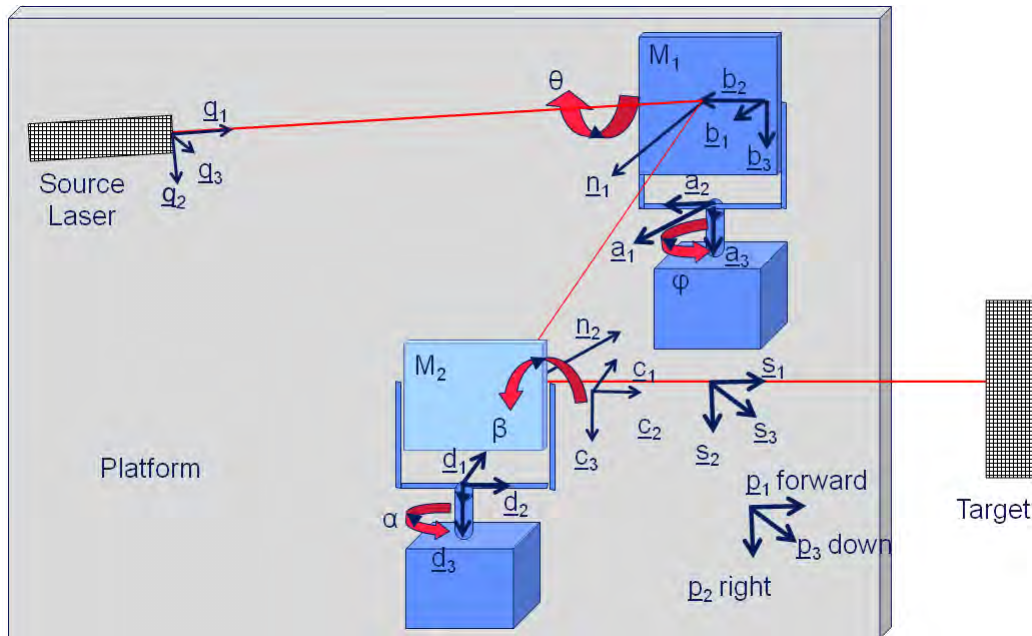 M₁
θ
b₂
q₁
b₁
b₃
q₃
n₁
Source
Laser
q₂
a₂
a₁
a₃
φ
n₂
M₂
c₁
s₁
β
c₂
s₃
c₃
s₂
Platform
d₁
p₁ forward
d₂
Target
α
p₃ down
d₃
p₂ right